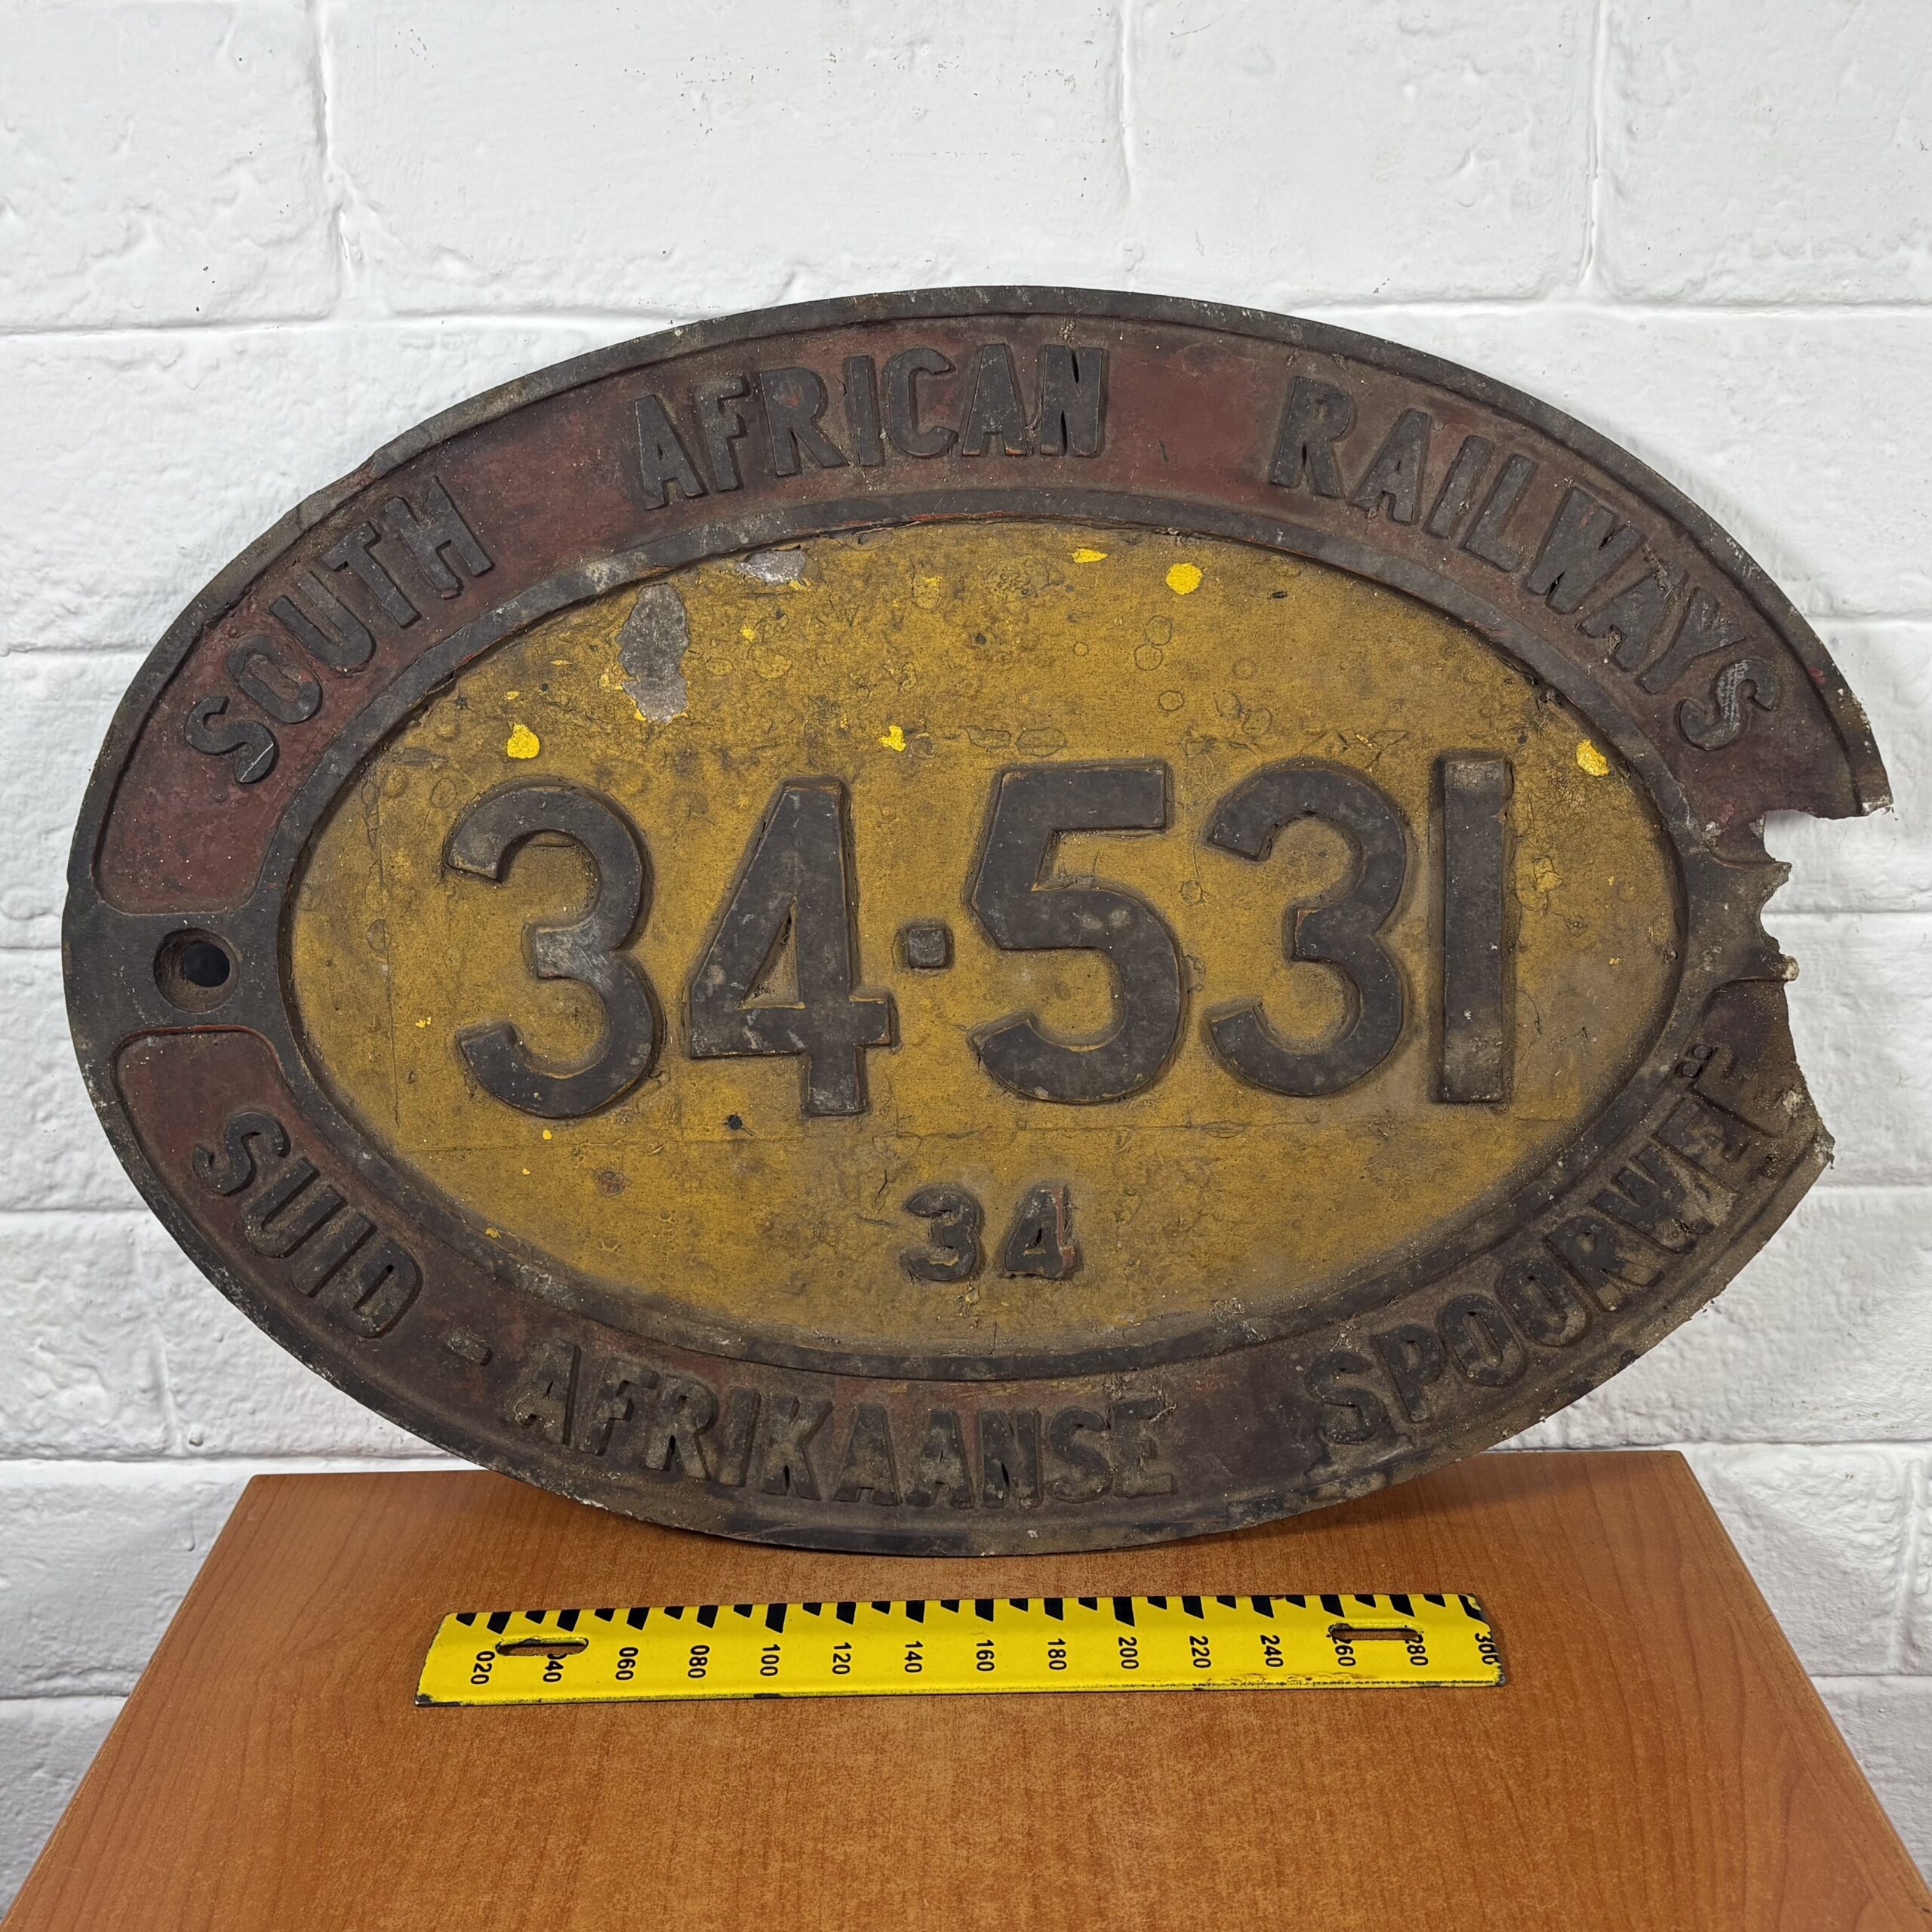 SOUTH AFRICAN RAILWAYS
34·531
34
SUID-AFRIKAANSE SPOORWE
020 040 060 080 100 120 140 160 180 200 220 240 260 280 300